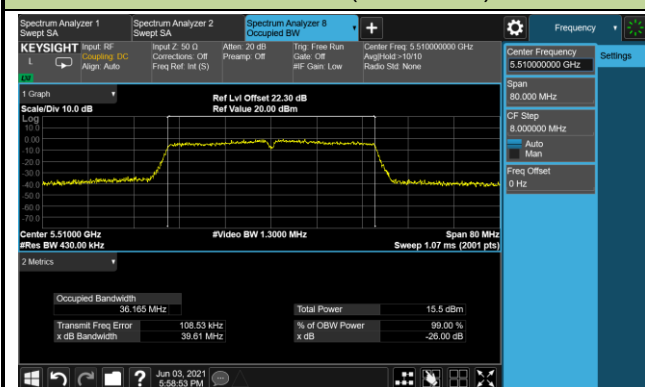 Spectrum Analyzer 1
Swept SA
Spectrum Analyzer 2
Swept SA
Spectrum Analyzer 8
Occupied BW
Frequency
KEYSIGHT
L
Input: RF
Coupling: DC
Align: Auto
Input Z: 50 Ω
Corrections: Off
Freq Ref: Int (S)
Atten: 20 dB
Preamp: Off
Trig: Free Run
Gate: Off
#IF Gain: Low
Center Freq: 5.510000000 GHz
Avg|Hold:>10/10
Radio Std: None
Center Frequency
5.510000000 GHz
Settings
Span
80.000 MHz
CF Step
8.000000 MHz
Auto
Man
Freq Offset
0 Hz
1 Graph
Scale/Div 10.0 dB
Ref Lvl Offset 22.30 dB
Ref Value 20.00 dBm
Log
10.0
0.00
-10.0
-20.0
-30.0
-40.0
-50.0
-60.0
-70.0
Center 5.51000 GHz
#Video BW 1.3000 MHz
Span 80 MHz
#Res BW 430.00 kHz
Sweep 1.07 ms (2001 pts)
2 Metrics
Occupied Bandwidth
36.165 MHz
Total Power 15.5 dBm
Transmit Freq Error 108.53 kHz
% of OBW Power 99.00 %
x dB Bandwidth 39.61 MHz
x dB -26.00 dB
Jun 03, 2021
5:58:53 PM